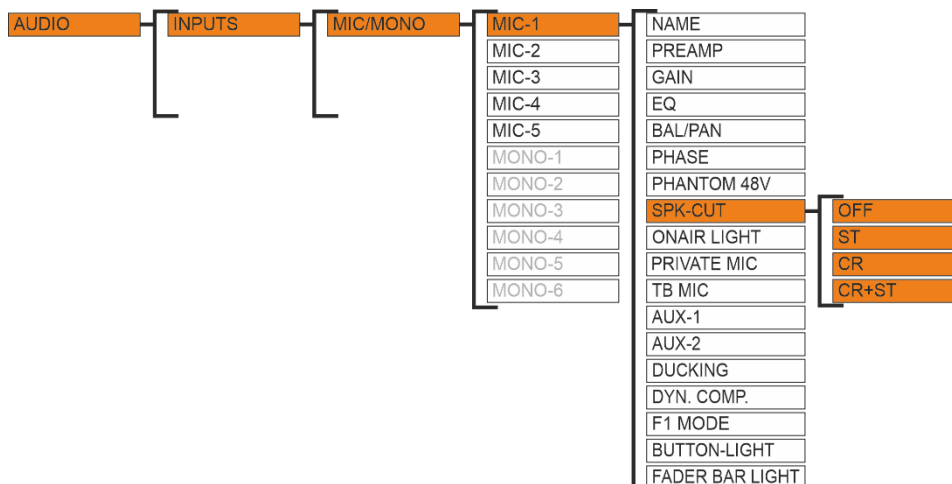 AUDIO
INPUTS
MIC/MONO
MIC-1
MIC-2
MIC-3
MIC-4
MIC-5
MONO-1
MONO-2
MONO-3
MONO-4
MONO-5
MONO-6
NAME
PREAMP
GAIN
EQ
BAL/PAN
PHASE
PHANTOM 48V
SPK-CUT
ONAIR LIGHT
PRIVATE MIC
TB MIC
AUX-1
AUX-2
DUCKING
DYN. COMP.
F1 MODE
BUTTON-LIGHT
FADER BAR LIGHT
OFF
ST
CR
CR+ST